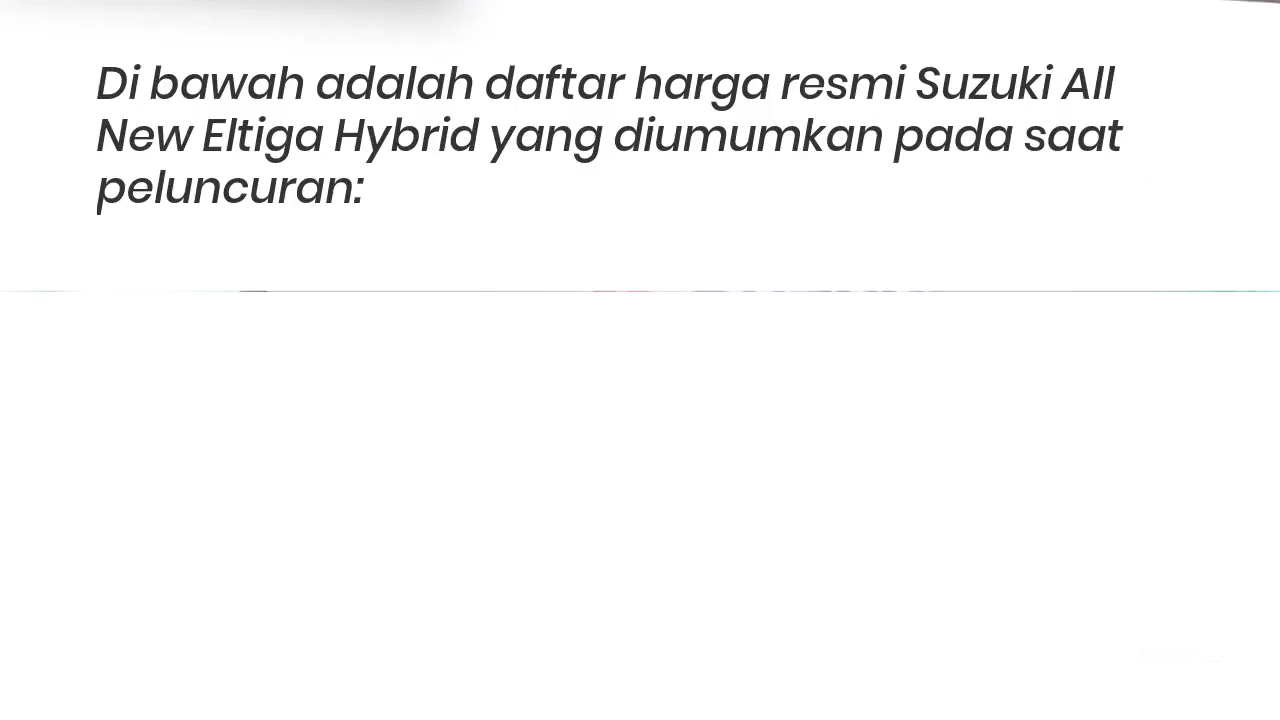 Di bawah adalah daftar harga resmi Suzuki All
New Eltiga Hybrid yang diumumkan pada saat
peluncuran: